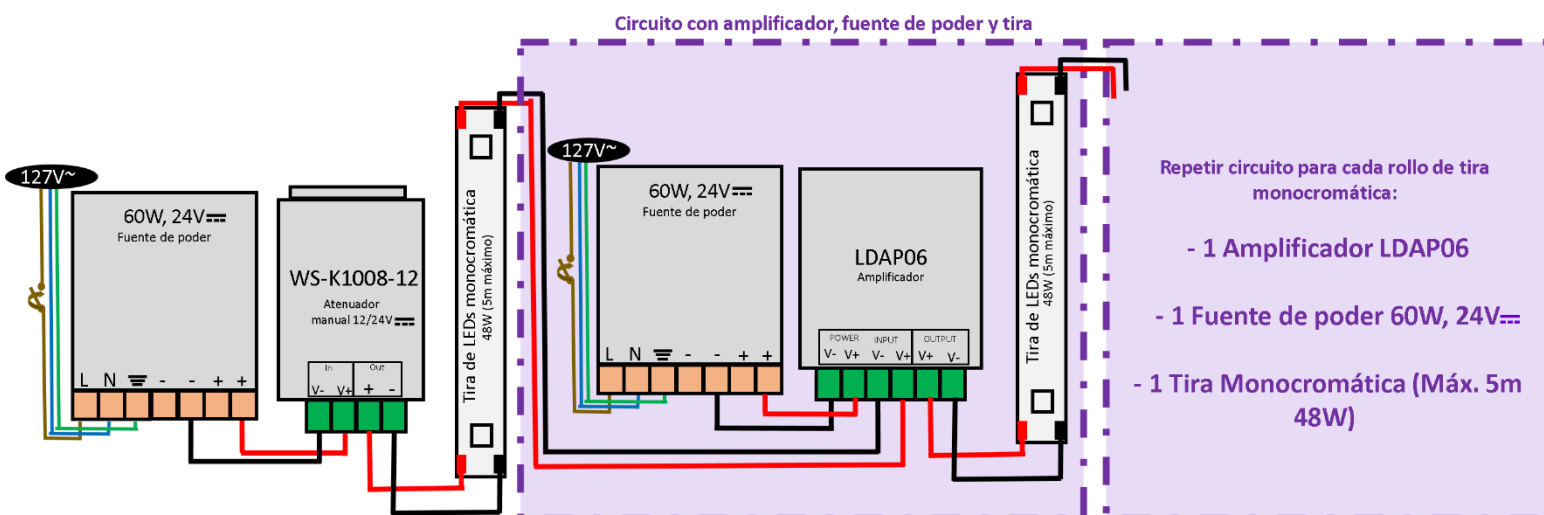 Circuito con amplificador, fuente de poder y tira
127V~
60W, 24V
Fuente de poder
L N - - + +
WS-K1008-12
Atenuador
manual 12/24V
In Out
V- V+ + -
Tira de LEDs monocromática
48W (5m máximo)
127V~
60W, 24V
Fuente de poder
L N - - + +
LDAP06
Amplificador
POWER INPUT OUTPUT
V- V+ V- V+ V+ V-
Tira de LEDs monocromática
48W (5m máximo)
Repetir circuito para cada rollo de tira
monocromática:
- 1 Amplificador LDAP06
- 1 Fuente de poder 60W, 24V
- 1 Tira Monocromática (Máx. 5m
48W)